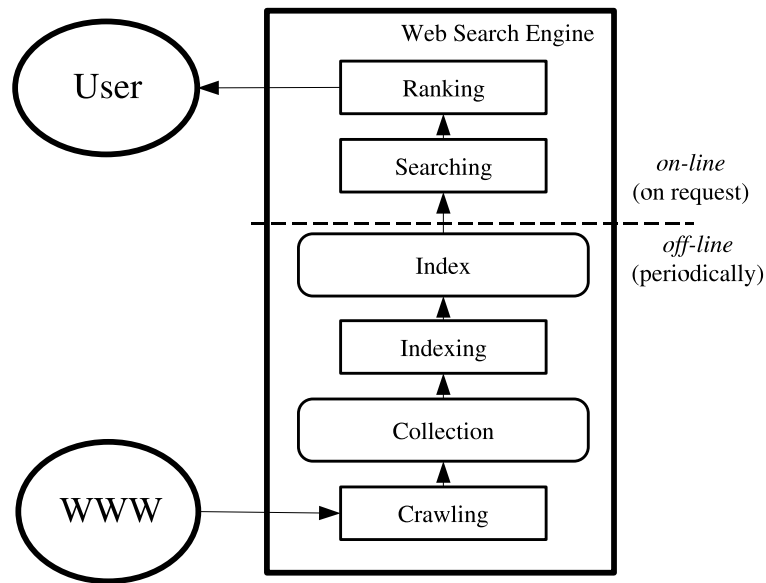 Web Search Engine
User
Ranking
Searching
on-line
(on request)
off-line
(periodically)
Index
Indexing
Collection
WWW
Crawling